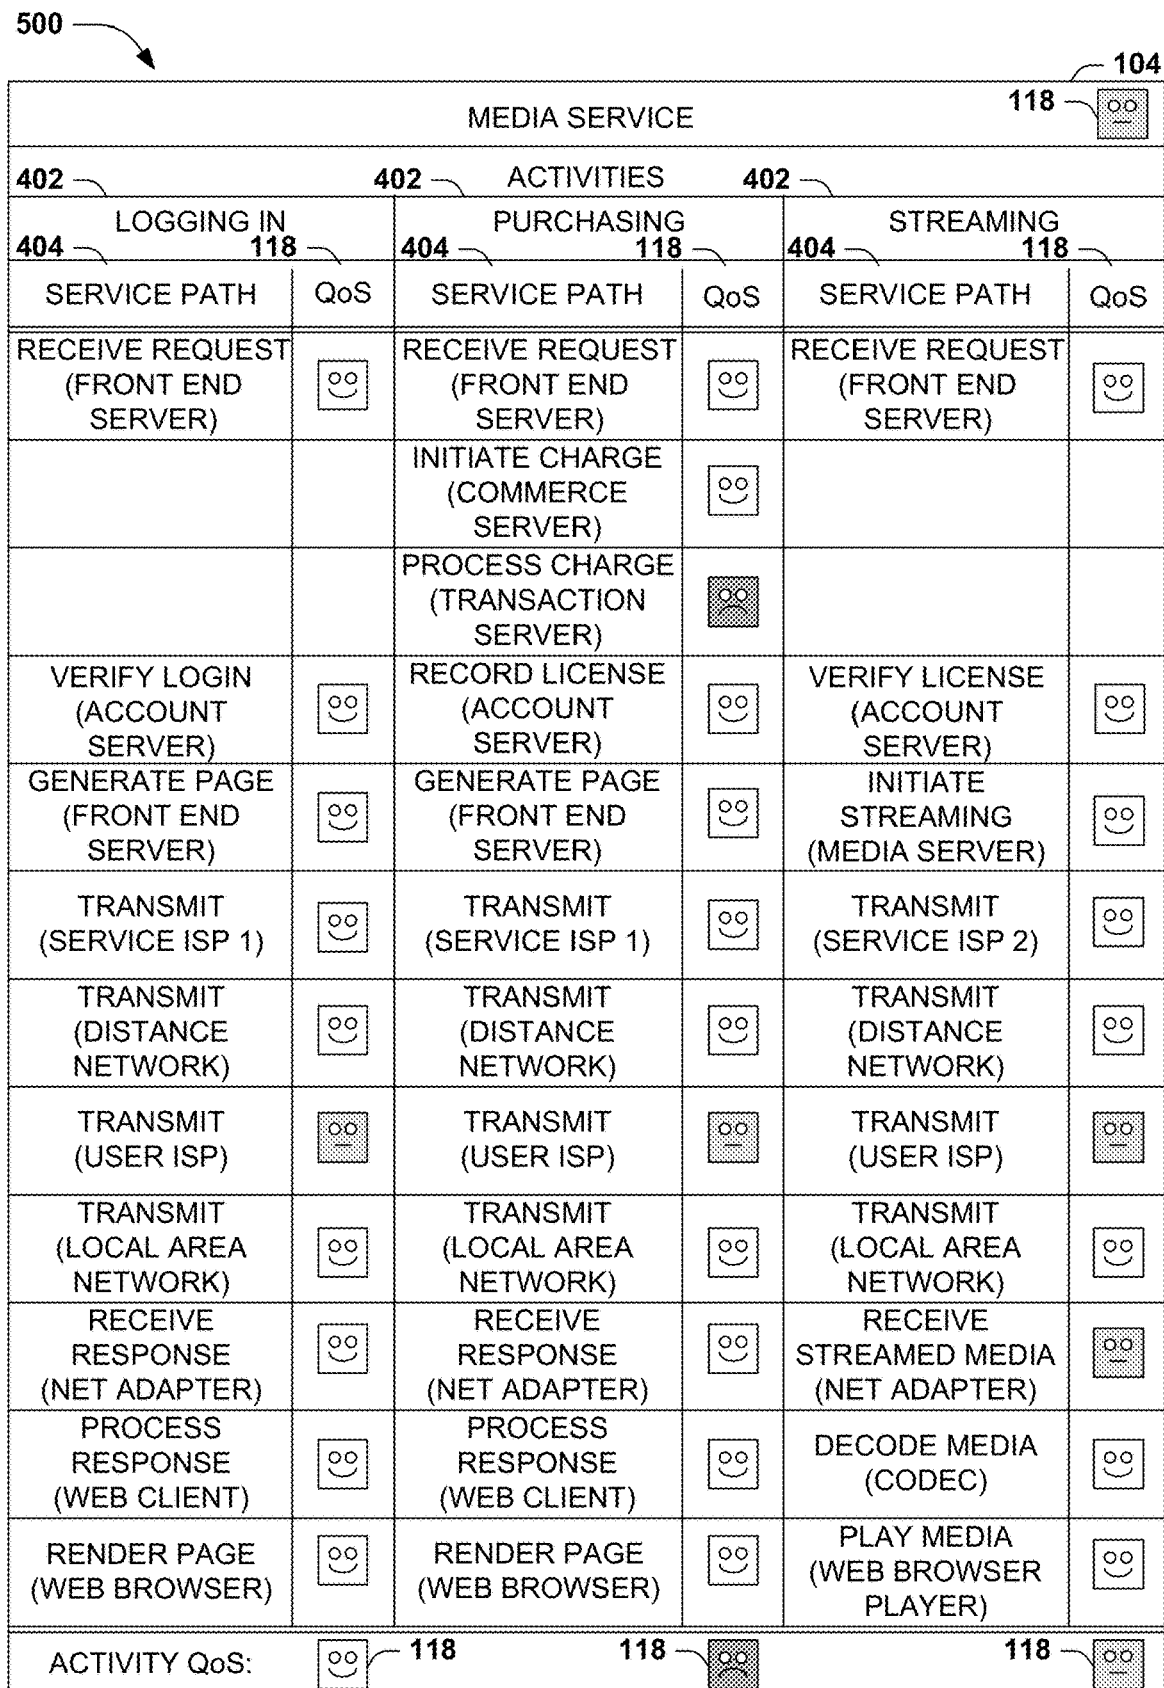 500
104
MEDIA SERVICE 118
402 402 ACTIVITIES 402
LOGGING IN PURCHASING STREAMING
404 118 404 118 404 118
SERVICE PATH QoS SERVICE PATH QoS SERVICE PATH QoS
RECEIVE REQUEST RECEIVE REQUEST RECEIVE REQUEST
(FRONT END (FRONT END (FRONT END
SERVER) SERVER) SERVER)
INITIATE CHARGE
(COMMERCE
SERVER)
PROCESS CHARGE
(TRANSACTION
SERVER)
VERIFY LOGIN RECORD LICENSE VERIFY LICENSE
(ACCOUNT (ACCOUNT (ACCOUNT
SERVER) SERVER) SERVER)
GENERATE PAGE GENERATE PAGE INITIATE
(FRONT END (FRONT END STREAMING
SERVER) SERVER) (MEDIA SERVER)
TRANSMIT TRANSMIT TRANSMIT
(SERVICE ISP 1) (SERVICE ISP 1) (SERVICE ISP 2)
TRANSMIT TRANSMIT TRANSMIT
(DISTANCE (DISTANCE (DISTANCE
NETWORK) NETWORK) NETWORK)
TRANSMIT TRANSMIT TRANSMIT
(USER ISP) (USER ISP) (USER ISP)
TRANSMIT TRANSMIT TRANSMIT
(LOCAL AREA (LOCAL AREA (LOCAL AREA
NETWORK) NETWORK) NETWORK)
RECEIVE RECEIVE RECEIVE
RESPONSE RESPONSE STREAMED MEDIA
(NET ADAPTER) (NET ADAPTER) (NET ADAPTER)
PROCESS PROCESS DECODE MEDIA
RESPONSE RESPONSE (CODEC)
(WEB CLIENT) (WEB CLIENT)
RENDER PAGE RENDER PAGE PLAY MEDIA
(WEB BROWSER) (WEB BROWSER) (WEB BROWSER
PLAYER)
ACTIVITY QoS: 118 118 118